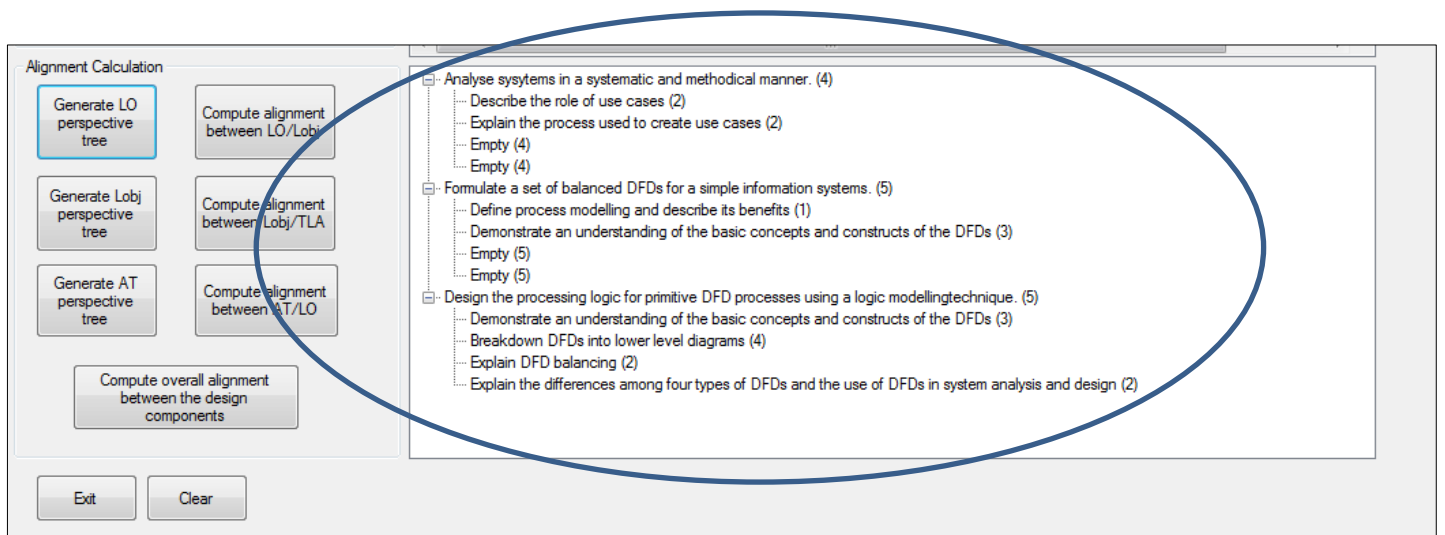 Alignment Calculation
Generate LO
perspective
tree
Compute alignment
between LO/Lobj
Generate Lobj
perspective
tree
Compute alignment
between Lobj/TLA
Generate AT
perspective
tree
Compute alignment
between AT/LO
Compute overall alignment
between the design
components
Exit
Clear
Analyse sysytems in a systematic and methodical manner. (4)
Describe the role of use cases (2)
Explain the process used to create use cases (2)
Empty (4)
Empty (4)
Formulate a set of balanced DFDs for a simple information systems. (5)
Define process modelling and describe its benefits (1)
Demonstrate an understanding of the basic concepts and constructs of the DFDs (3)
Empty (5)
Empty (5)
Design the processing logic for primitive DFD processes using a logic modellingtechnique. (5)
Demonstrate an understanding of the basic concepts and constructs of the DFDs (3)
Breakdown DFDs into lower level diagrams (4)
Explain DFD balancing (2)
Explain the differences among four types of DFDs and the use of DFDs in system analysis and design (2)